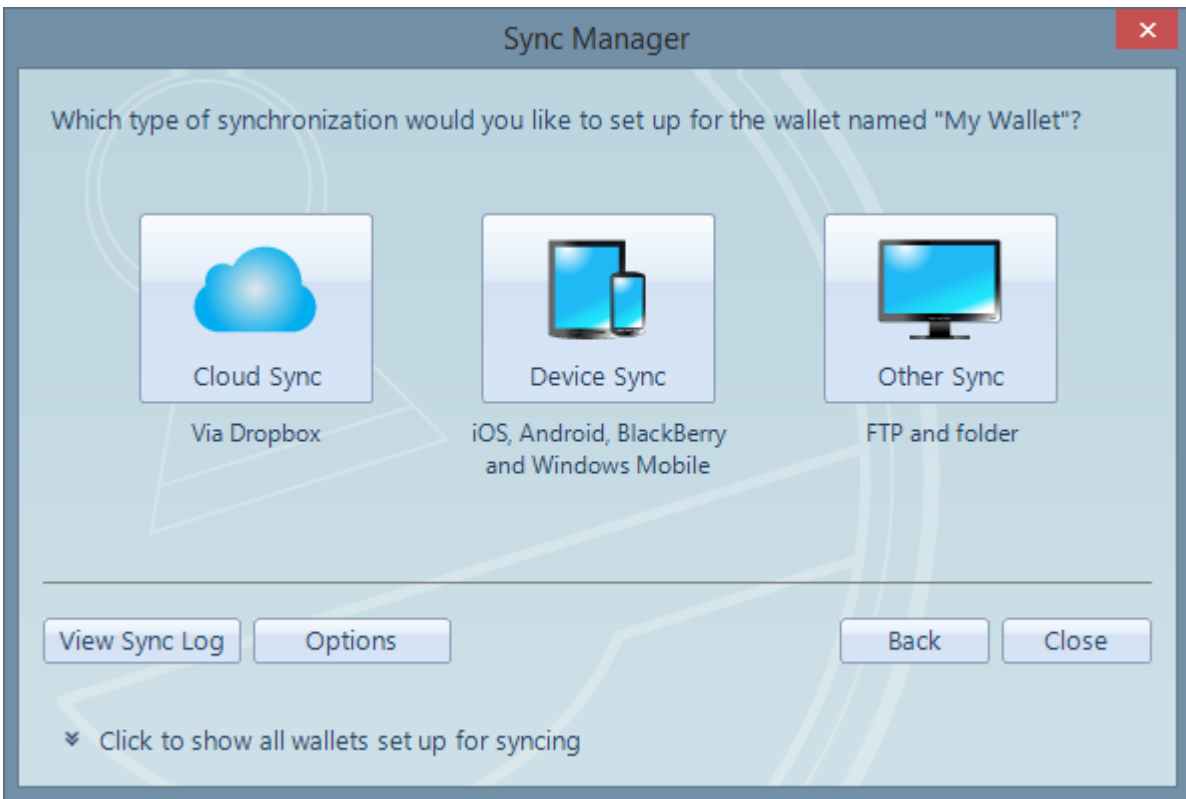 Sync Manager
Which type of synchronization would you like to set up for the wallet named "My Wallet"?
Cloud Sync
Via Dropbox
Device Sync
iOS, Android, BlackBerry
and Windows Mobile
Other Sync
FTP and folder
View Sync Log
Options
Back
Close
Click to show all wallets set up for syncing